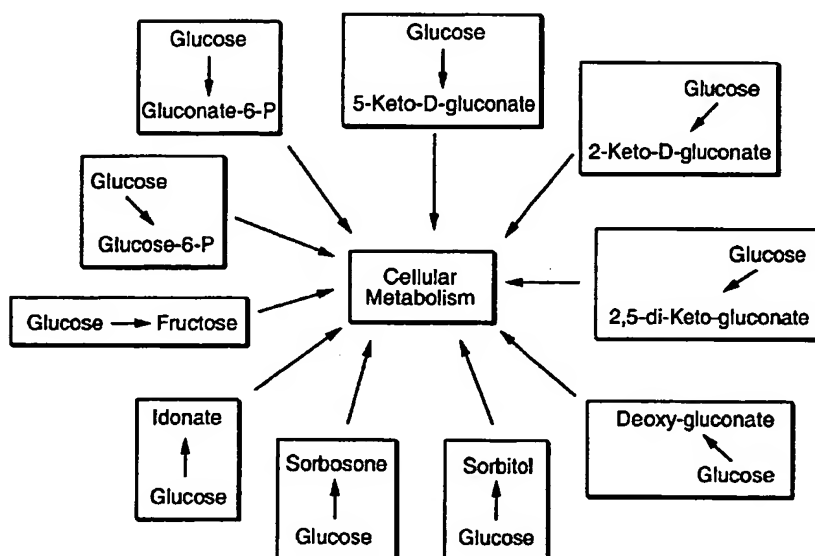 Glucose
Gluconate-6-P
Glucose
5-Keto-D-gluconate
Glucose
2-Keto-D-gluconate
Glucose
Glucose-6-P
Cellular
Metabolism
Glucose
2,5-di-Keto-gluconate
Glucose Fructose
Idonate
Glucose
Sorbosone
Glucose
Sorbitol
Glucose
Deoxy-gluconate
Glucose